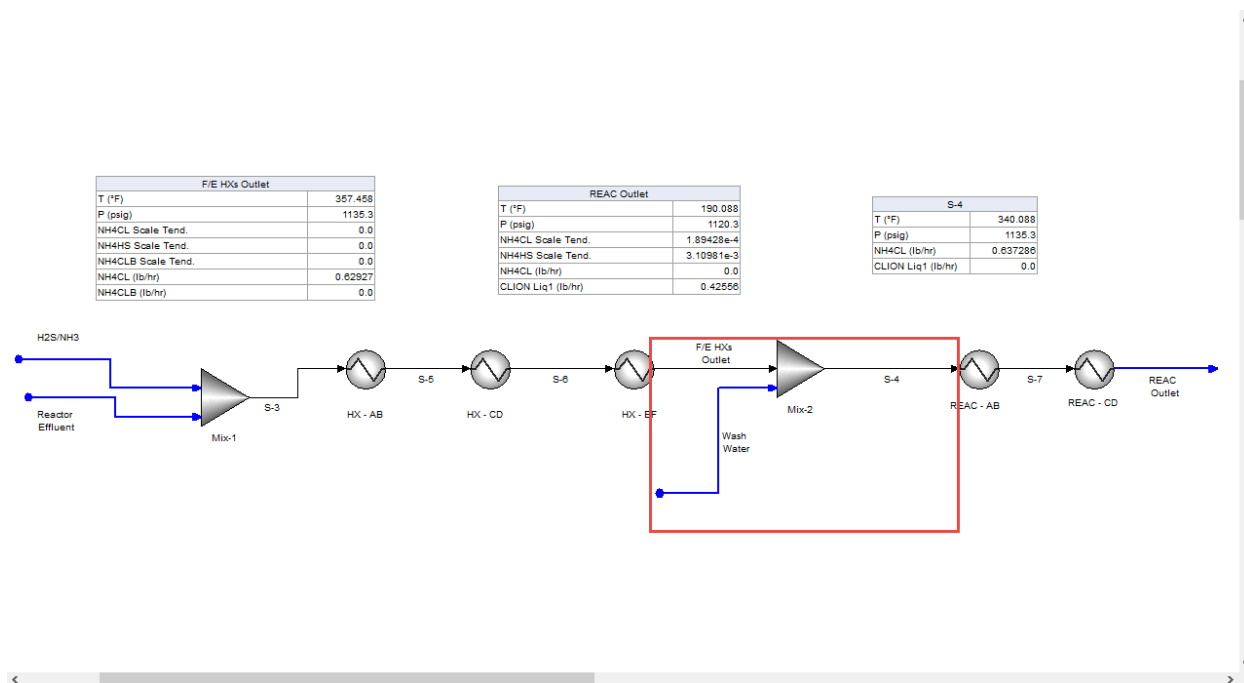 F/E HXs Outlet
T (°F) 357.458
P (psig) 1135.3
NH4CL Scale Tend. 0.0
NH4HS Scale Tend. 0.0
NH4CLB Scale Tend. 0.0
NH4CL (lb/hr) 0.62927
NH4CLB (lb/hr) 0.0
REAC Outlet
T (°F) 190.088
P (psig) 1120.3
NH4CL Scale Tend. 1.89428e-4
NH4HS Scale Tend. 3.10981e-3
NH4CL (lb/hr) 0.0
CLION Liq1 (lb/hr) 0.42556
S-4
T (°F) 340.088
P (psig) 1135.3
NH4CL (lb/hr) 0.637286
CLION Liq1 (lb/hr) 0.0
H2S/NH3
Reactor
Effluent
Mix-1
S-3
HX - AB
S-5
HX - CD
S-6
HX - EF
F/E HXs
Outlet
Wash
Water
Mix-2
S-4
REAC - AB
S-7
REAC - CD
REAC
Outlet